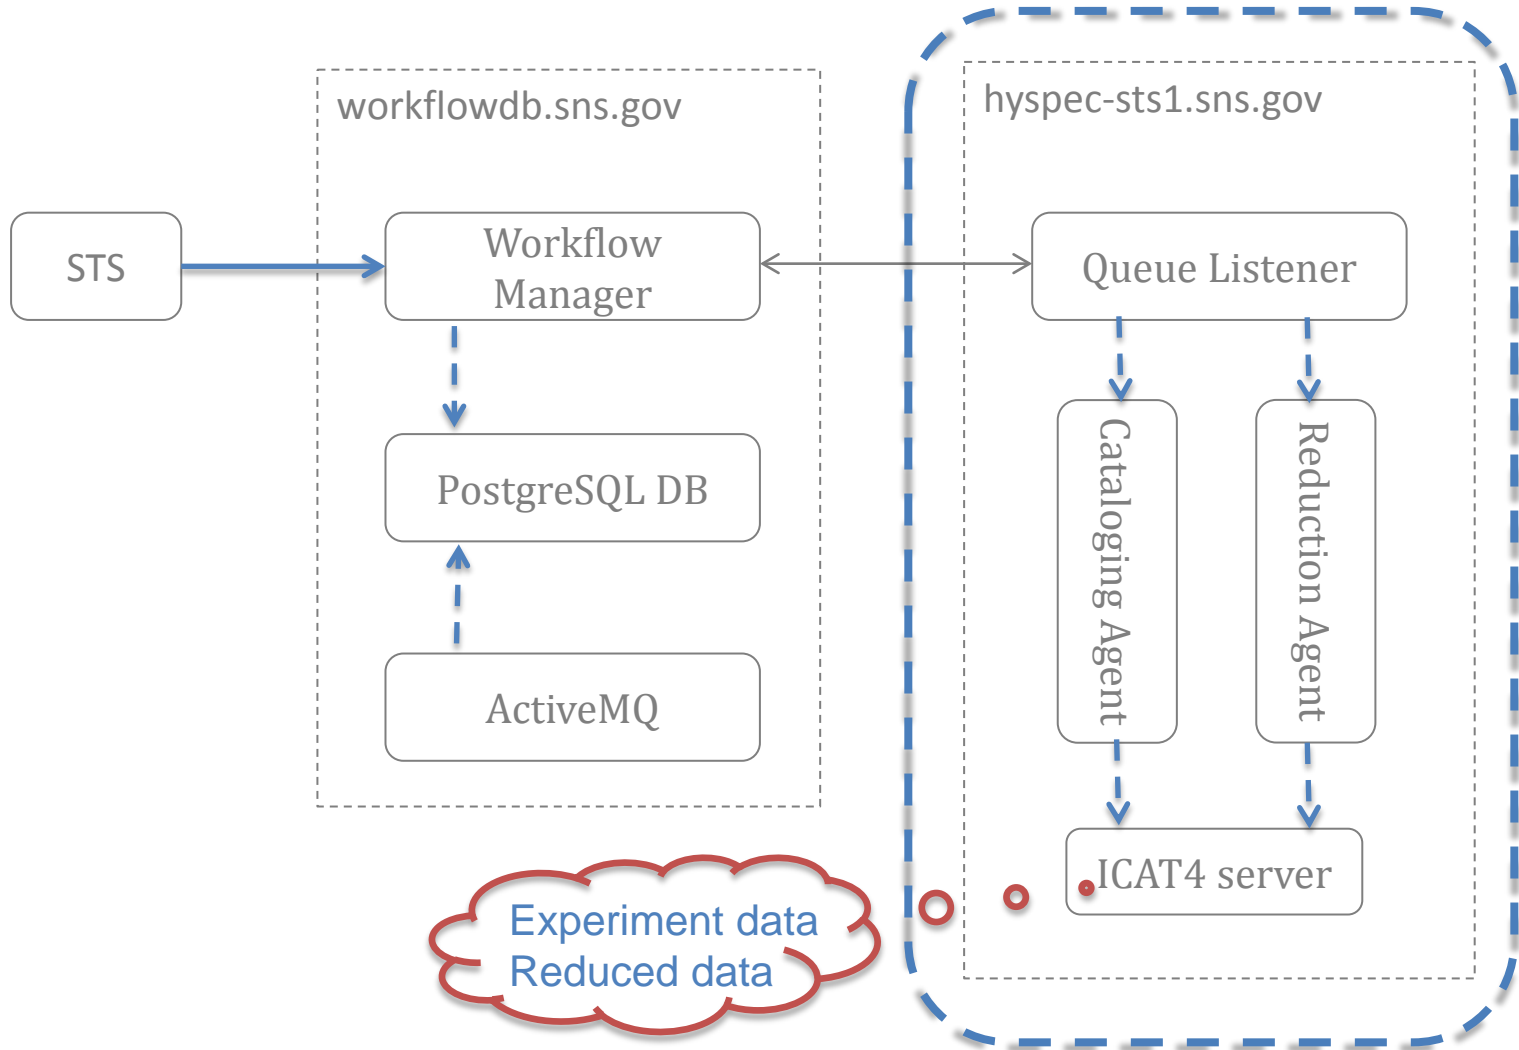 workflowdb.sns.gov
hyspec-sts1.sns.gov
STS
Workflow
Manager
Queue Listener
PostgreSQL DB
Cataloging Agent
Reduction Agent
ActiveMQ
ICAT4 server
Experiment data
Reduced data